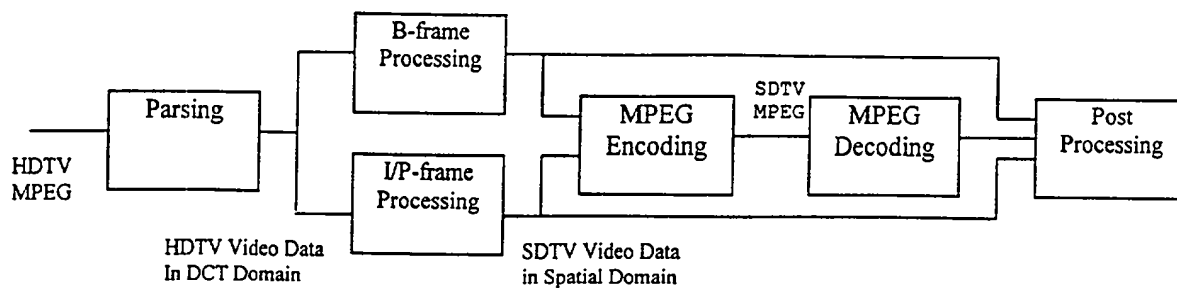 B-frame
Processing
Parsing
HDTV
MPEG
MPEG
Encoding
SDTV
MPEG
MPEG
Decoding
Post
Processing
I/P-frame
Processing
HDTV Video Data
In DCT Domain
SDTV Video Data
in Spatial Domain